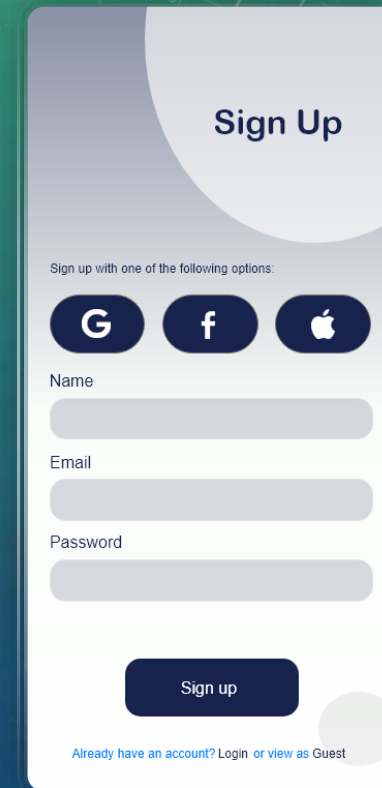 Sign Up
Sign up with one of the following options:
G f
Name
Email
Password
Sign up
Already have an account? Login or view as Guest